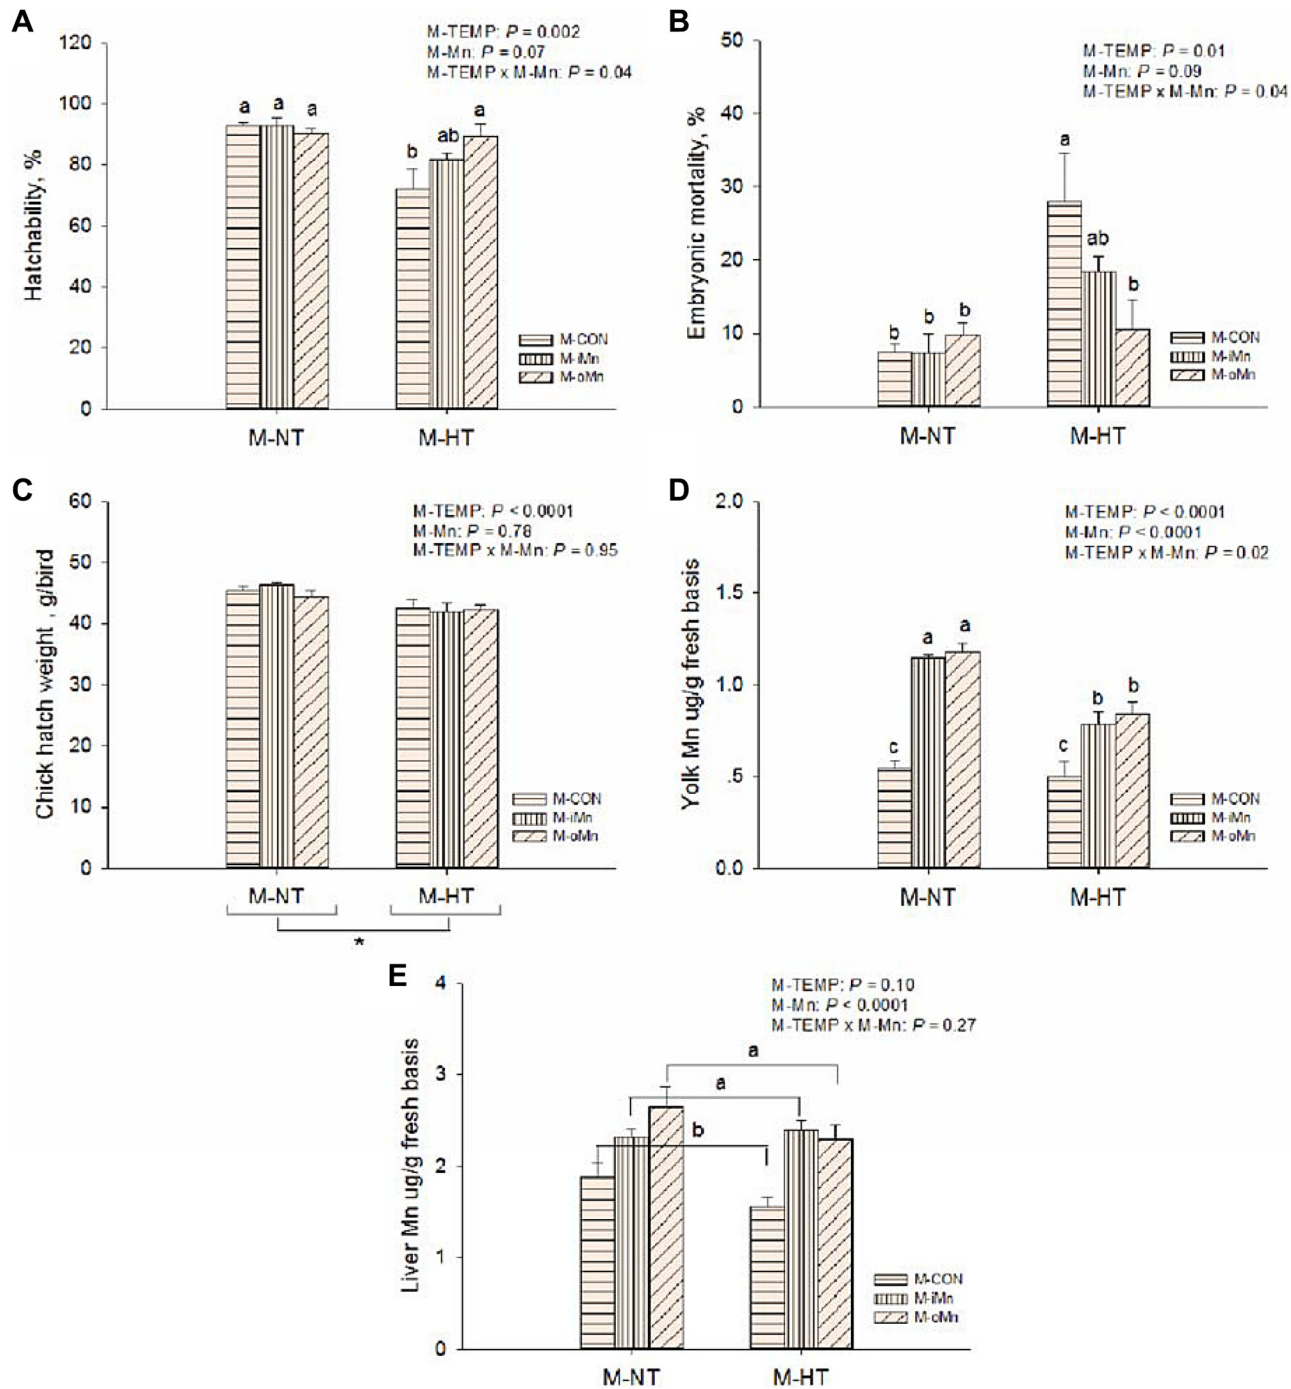 A
M-TEMP: P = 0.002
M-Mn: P = 0.07
M-TEMP x M-Mn: P = 0.04
Hatchability, %
120
100
80
60
40
20
0
a a a
b ab a
M-CON
M-iMn
M-oMn
M-NT M-HT
B
M-TEMP: P = 0.01
M-Mn: P = 0.09
M-TEMP x M-Mn: P = 0.04
Embryonic mortality, %
50
40
30
20
10
0
b b b
a ab b
M-CON
M-iMn
M-oMn
M-NT M-HT
C
M-TEMP: P < 0.0001
M-Mn: P = 0.78
M-TEMP x M-Mn: P = 0.95
Chick hatch weight , g/bird
60
50
40
30
20
10
0
M-CON
M-iMn
M-oMn
M-NT M-HT
*
D
M-TEMP: P < 0.0001
M-Mn: P < 0.0001
M-TEMP x M-Mn: P = 0.02
Yolk Mn ug/g fresh basis
2.0
1.5
1.0
.5
0.0
c a a
c b b
M-CON
M-iMn
M-oMn
M-NT M-HT
E
M-TEMP: P = 0.10
M-Mn: P < 0.0001
M-TEMP x M-Mn: P = 0.27
Liver Mn ug/g fresh basis
4
3
2
1
0
a
a
b
M-CON
M-iMn
M-oMn
M-NT M-HT